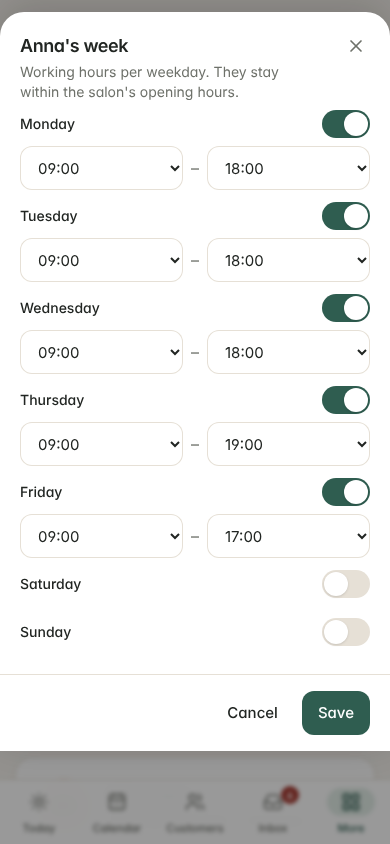 Anna's week
Working hours per weekday. They stay
within the salon's opening hours.
Monday
09:00 – 18:00
Tuesday
09:00 – 18:00
Wednesday
09:00 – 18:00
Thursday
09:00 – 19:00
Friday
09:00 – 17:00
Saturday
Sunday
Cancel Save
Today Calendar Customers Inbox More